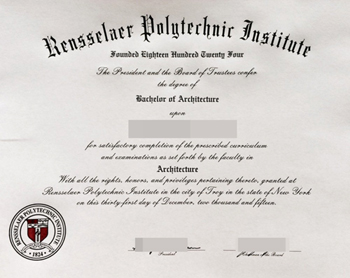 Rensselaer Polytechnic Institute
Founded Eighteen Hundred Twenty Four
The President and the Board of Trustees confer
the degree of
Bachelor of Architecture
upon
for satisfactory completion of the prescribed curriculum
and examinations as set forth by the faculty in
Architecture
With all the rights, honors, and privileges pertaining thereto, granted at
Rensselaer Polytechnic Institute in the city of Troy in the state of New York
on this thirty-first day of December, two thousand and fifteen.
RENSSELAER POLYTECHNIC INSTITUTE
1824
President